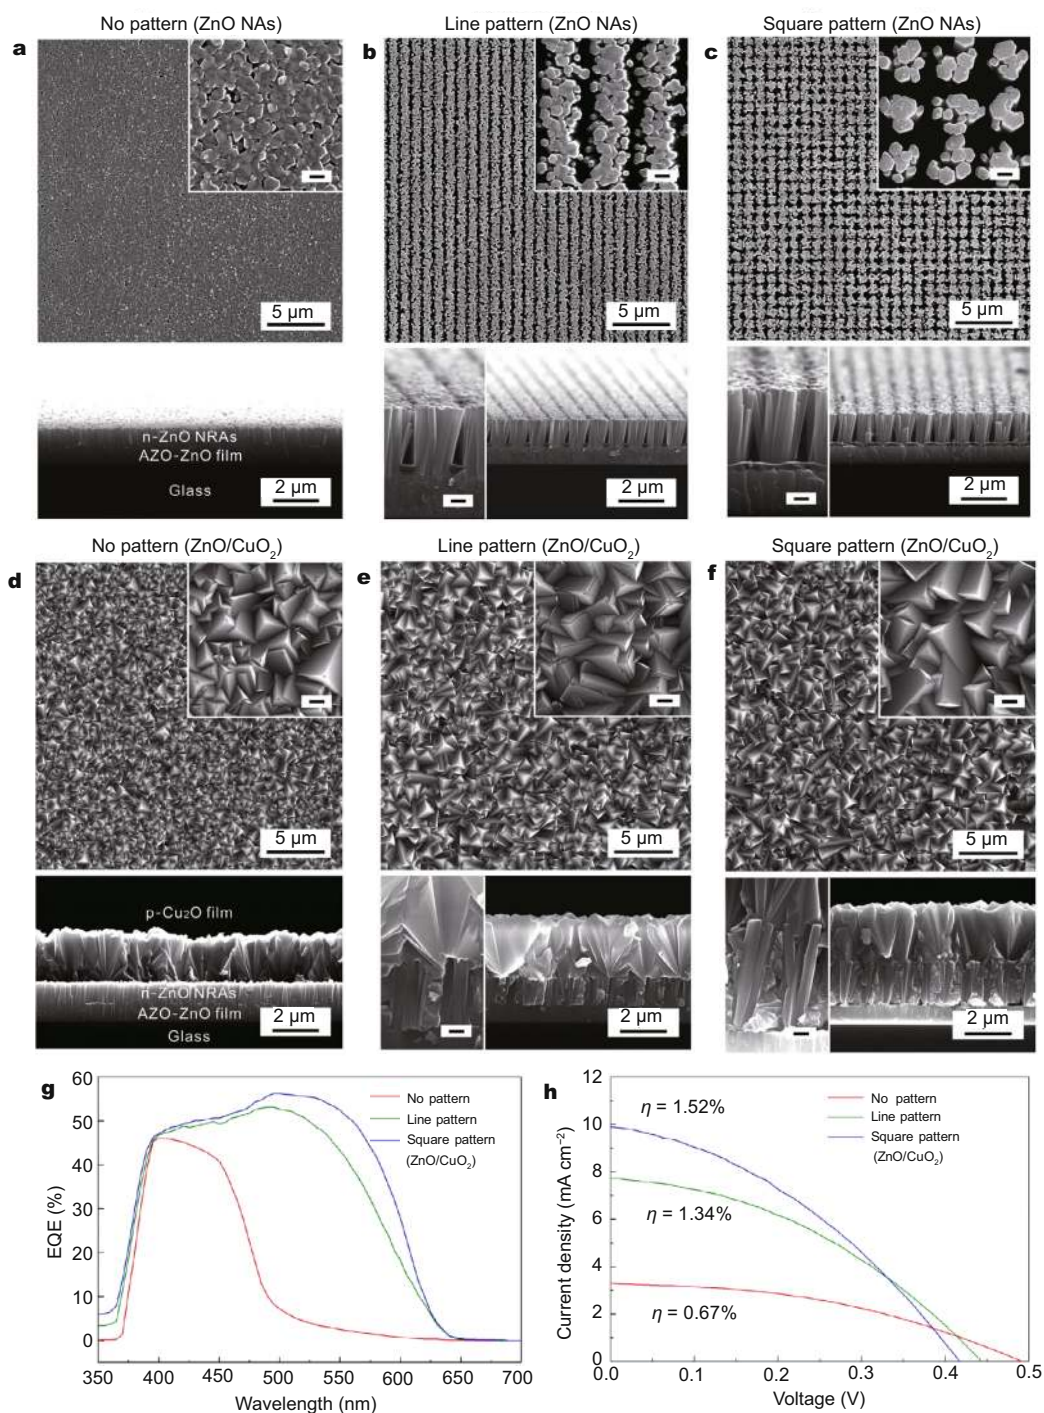 No pattern (ZnO NAs)
Line pattern (ZnO NAs)
Square pattern (ZnO NAs)
a
b
c
5 µm
5 µm
5 µm
n-ZnO NRAs
AZO-ZnO film
Glass
2 µm
2 µm
2 µm
No pattern (ZnO/CuO₂)
Line pattern (ZnO/CuO₂)
Square pattern (ZnO/CuO₂)
d
e
f
5 µm
5 µm
5 µm
p-Cu₂O film
n-ZnO NRAs
AZO-ZnO film
Glass
2 µm
2 µm
2 µm
g
60
50
40
30
20
10
0
EQE (%)
350 400 450 500 550 600 650 700
Wavelength (nm)
No pattern
Line pattern
Square pattern
(ZnO/CuO₂)
h
12
10
8
6
4
2
0
Current density (mA cm⁻²)
0.0 0.1 0.2 0.3 0.4 0.5
Voltage (V)
η = 1.52%
η = 1.34%
η = 0.67%
No pattern
Line pattern
Square pattern
(ZnO/CuO₂)